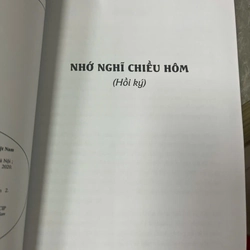 NHỚ NGHĨ CHIỀU HÔM
(Hồi ký)